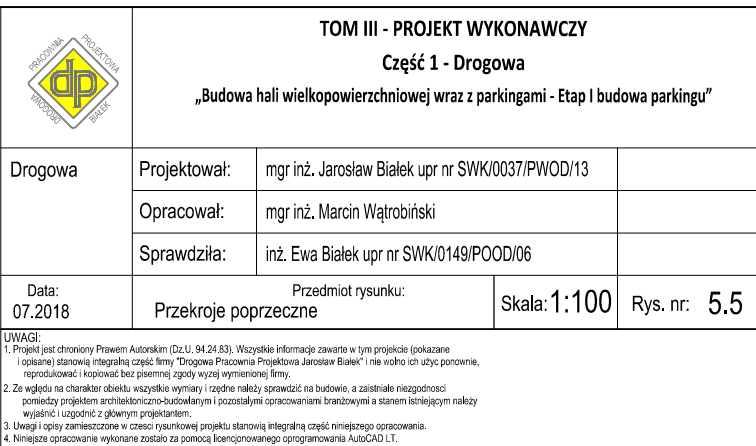 TOM III - PROJEKT WYKONAWCZY
Część 1 - Drogowa
„Budowa hali wielkopowierzchniowej wraz z parkingami - Etap I budowa parkingu”
PRACOWNIA PROJEKTOWA
dp
DROGOWA BIAŁEK
Drogowa
Projektował: mgr inż. Jarosław Białek upr nr SWK/0037/PWOD/13
Opracował: mgr inż. Marcin Wątrobiński
Sprawdziła: inż. Ewa Białek upr nr SWK/0149/POOD/06
Data:
07.2018
Przedmiot rysunku:
Przekroje poprzeczne
Skala: 1:100
Rys. nr: 5.5
UWAGI:
1. Projekt jest chroniony Prawem Autorskim (Dz.U. 94.24.83). Wszystkie informacje zawarte w tym projekcie (pokazane
i opisane) stanowią integralną część firmy "Drogowa Pracownia Projektowa Jarosław Białek" i nie wolno ich użyc ponownie,
reprodukować i kopiować bez pisemnej zgody wyzej wymienionej firmy.
2. Ze względu na charakter obiektu wszystkie wymiary i rzędne należy sprawdzić na budowie, a zaistniałe niezgodności
pomiedzy projektem architektoniczno-budowlanym i pozostałymi opracowaniami branżowymi a stanem istniejącym należy
wyjaśnić i uzgodnić z głównym projektantem.
3. Uwagi i opisy zamieszczone w czesci rysunkowej projektu stanowią integralną część niniejszego opracowania.
4. Niniejsze opracowanie wykonane zostało za pomocą licencjonowanego oprogramowania AutoCAD LT.